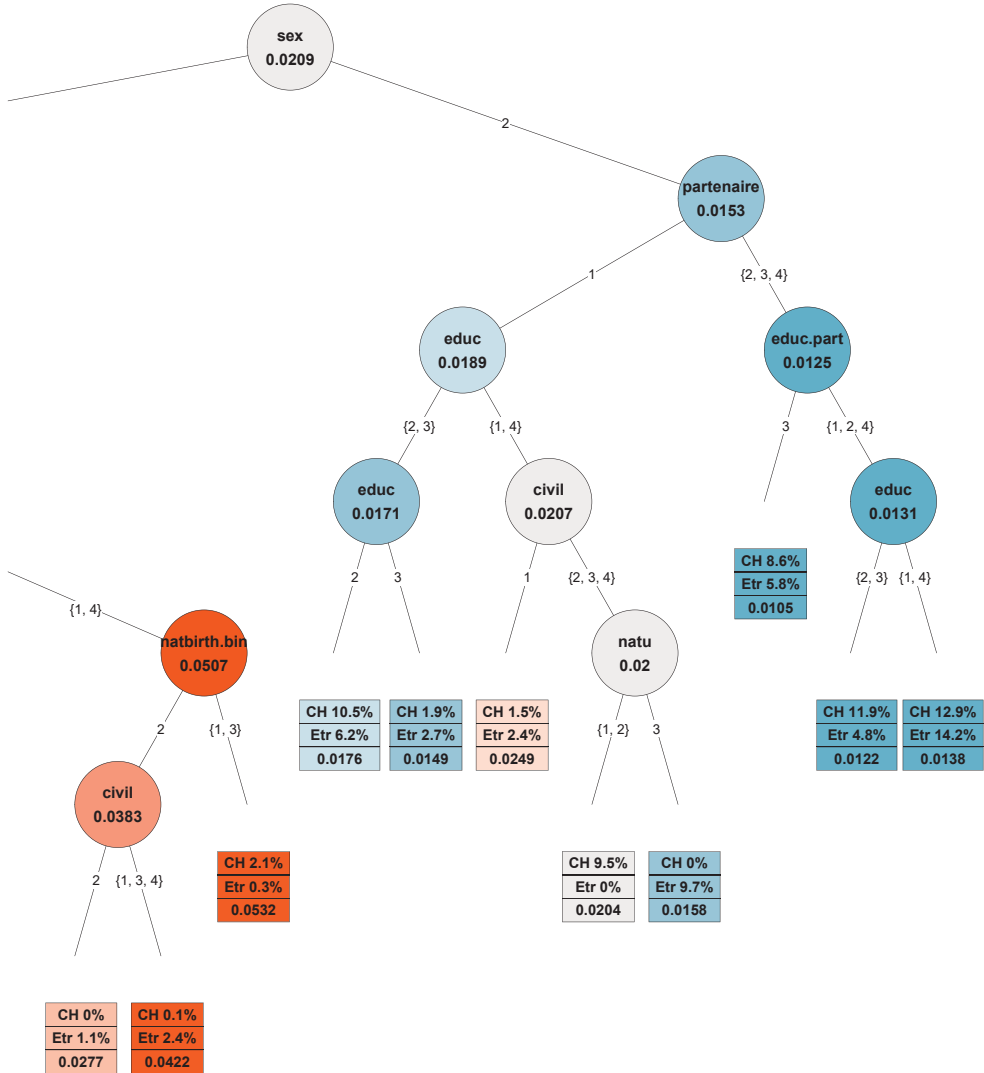 sex
0.0209
2
partenaire
0.0153
1
{2, 3, 4}
educ
0.0189
educ.part
0.0125
{2, 3}
{1, 4}
3
{1, 2, 4}
educ
0.0171
civil
0.0207
educ
0.0131
CH 8.6%
Etr 5.8%
0.0105
2
3
1
{2, 3, 4}
{2, 3}
{1, 4}
{1, 4}
natbirth.bin
0.0507
natu
0.02
CH 10.5%
Etr 6.2%
0.0176
CH 1.9%
Etr 2.7%
0.0149
CH 1.5%
Etr 2.4%
0.0249
CH 11.9%
Etr 4.8%
0.0122
CH 12.9%
Etr 14.2%
0.0138
2
{1, 3}
{1, 2}
3
civil
0.0383
CH 2.1%
Etr 0.3%
0.0532
CH 9.5%
Etr 0%
0.0204
CH 0%
Etr 9.7%
0.0158
2
{1, 3, 4}
CH 0%
Etr 1.1%
0.0277
CH 0.1%
Etr 2.4%
0.0422